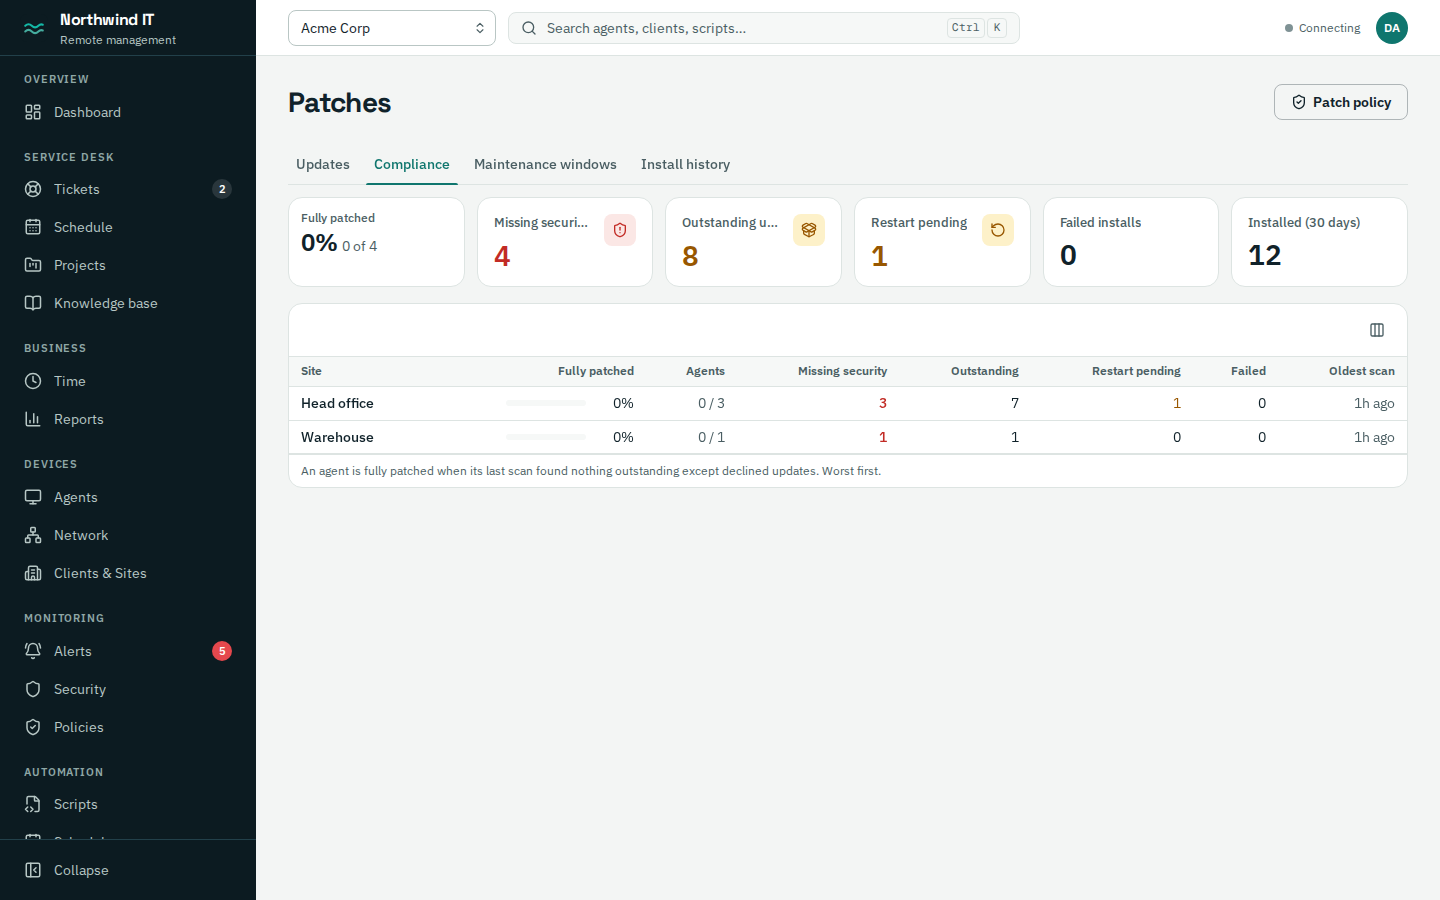 Northwind IT
Remote management
Acme Corp
Search agents, clients, scripts...
Ctrl K
Connecting
DA
OVERVIEW
Dashboard
SERVICE DESK
Tickets 2
Schedule
Projects
Knowledge base
BUSINESS
Time
Reports
DEVICES
Agents
Network
Clients & Sites
MONITORING
Alerts 5
Security
Policies
AUTOMATION
Scripts
Collapse
Patches
Patch policy
Updates Compliance Maintenance windows Install history
Fully patched
0% 0 of 4
Missing securi...
4
Outstanding u...
8
Restart pending
1
Failed installs
0
Installed (30 days)
12
Site Fully patched Agents Missing security Outstanding Restart pending Failed Oldest scan
Head office 0% 0 / 3 3 7 1 0 1h ago
Warehouse 0% 0 / 1 1 1 0 0 1h ago
An agent is fully patched when its last scan found nothing outstanding except declined updates. Worst first.